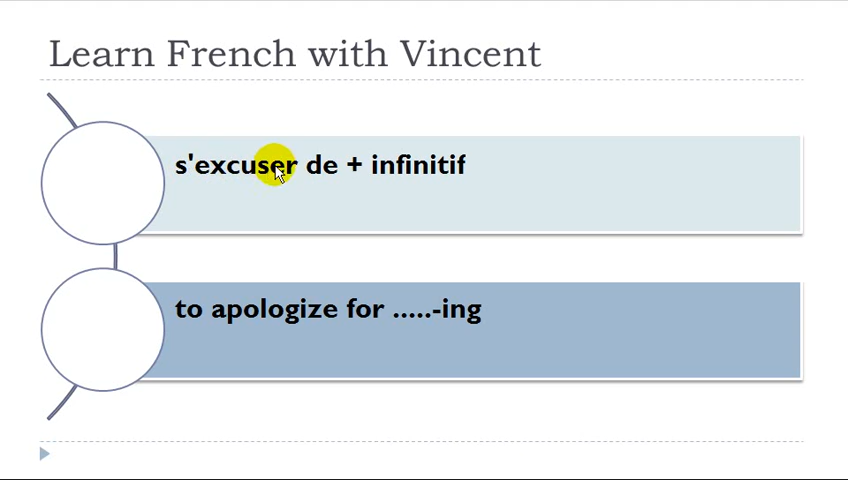 Learn French with Vincent
s'excuser de + infinitif
to apologize for .....-ing